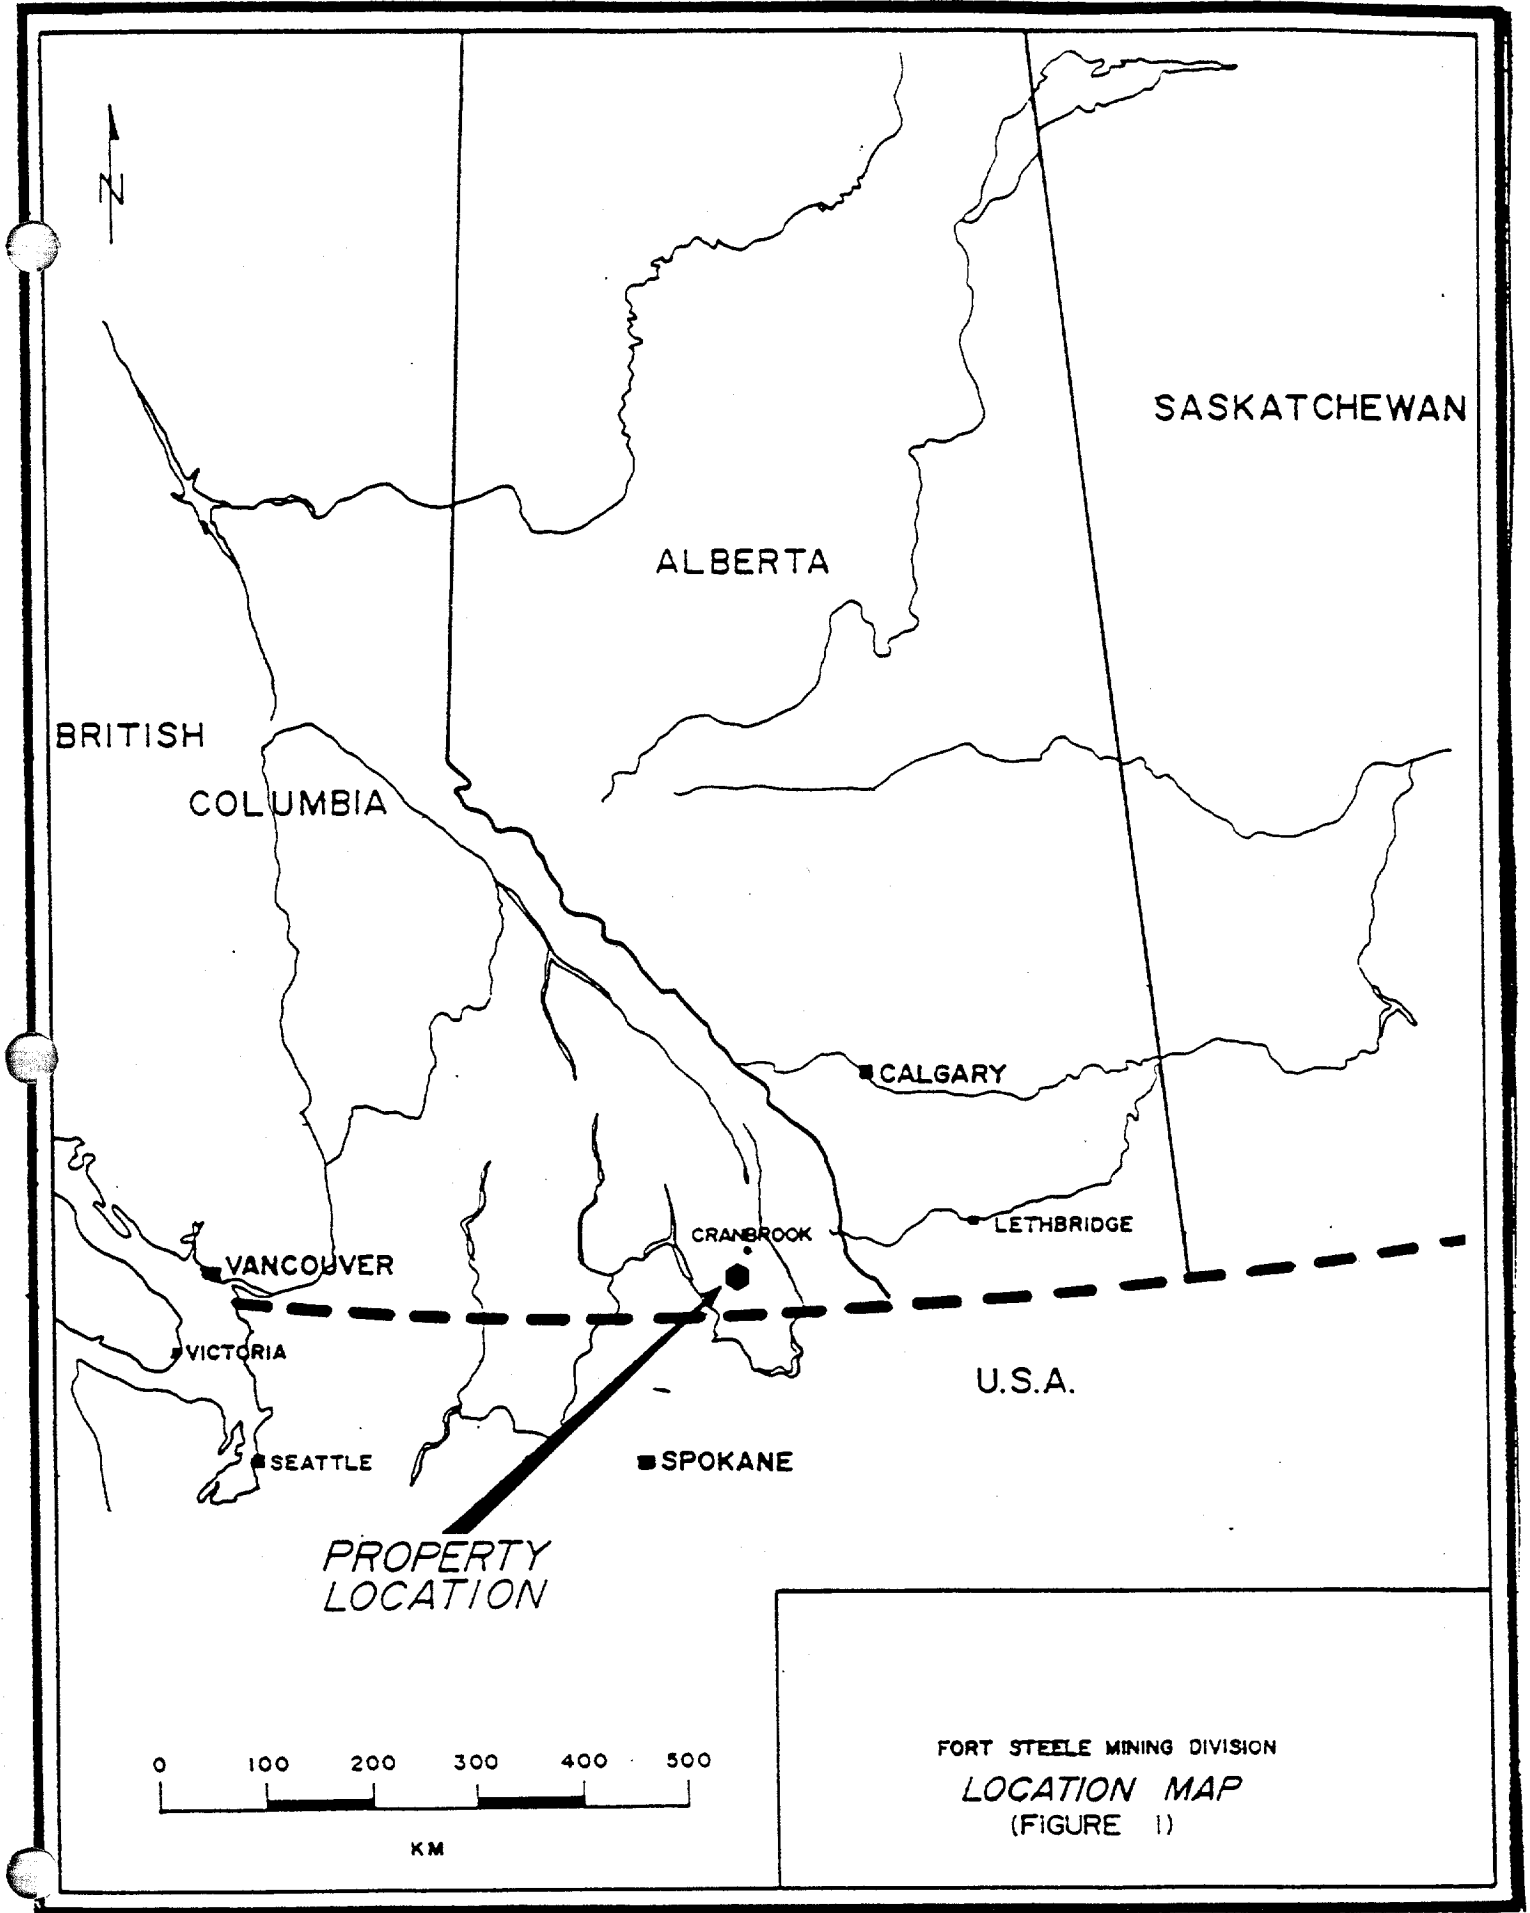 N
SASKATCHEWAN
ALBERTA
BRITISH
COLUMBIA
CALGARY
LETHBRIDGE
CRANBROOK
VANCOUVER
VICTORIA
U.S.A.
SEATTLE
SPOKANE
PROPERTY
LOCATION
0 100 200 300 400 500
KM
FORT STEELE MINING DIVISION
LOCATION MAP
(FIGURE 1)